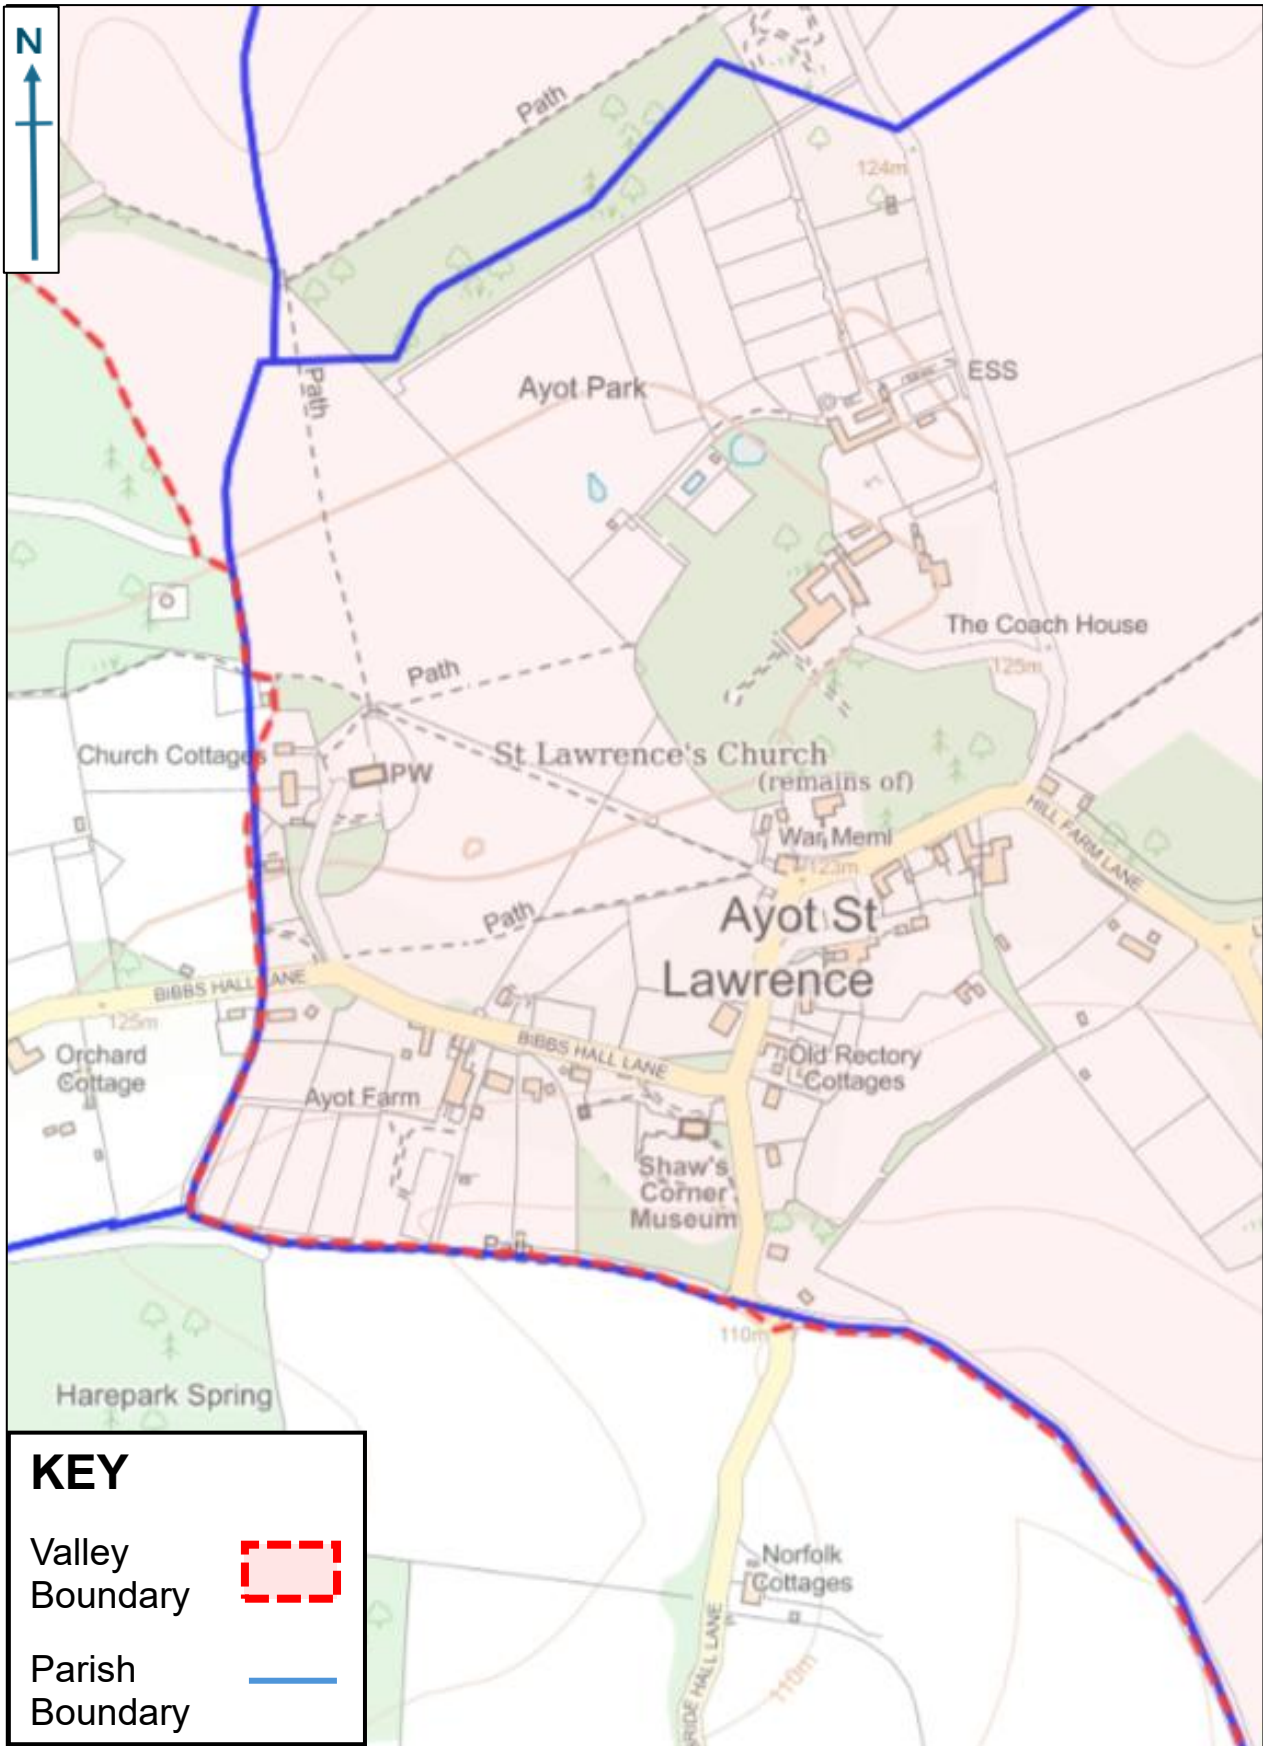 N
Path
124m
Path
Ayot Park
ESS
The Coach House
125m
Path
Church Cottages
PW
St Lawrence's Church
(remains of)
War Meml
123m
HILL FARM LANE
Path
Ayot St
Lawrence
BIBBS HALL LANE
125m
Orchard
Cottage
BIBBS HALL LANE
Old Rectory
Cottages
Ayot Farm
Shaw's
Corner
Museum
Path
110m
Harepark Spring
KEY
Valley
Boundary
Parish
Boundary
Norfolk
Cottages
BRIDE HALL LANE
110m